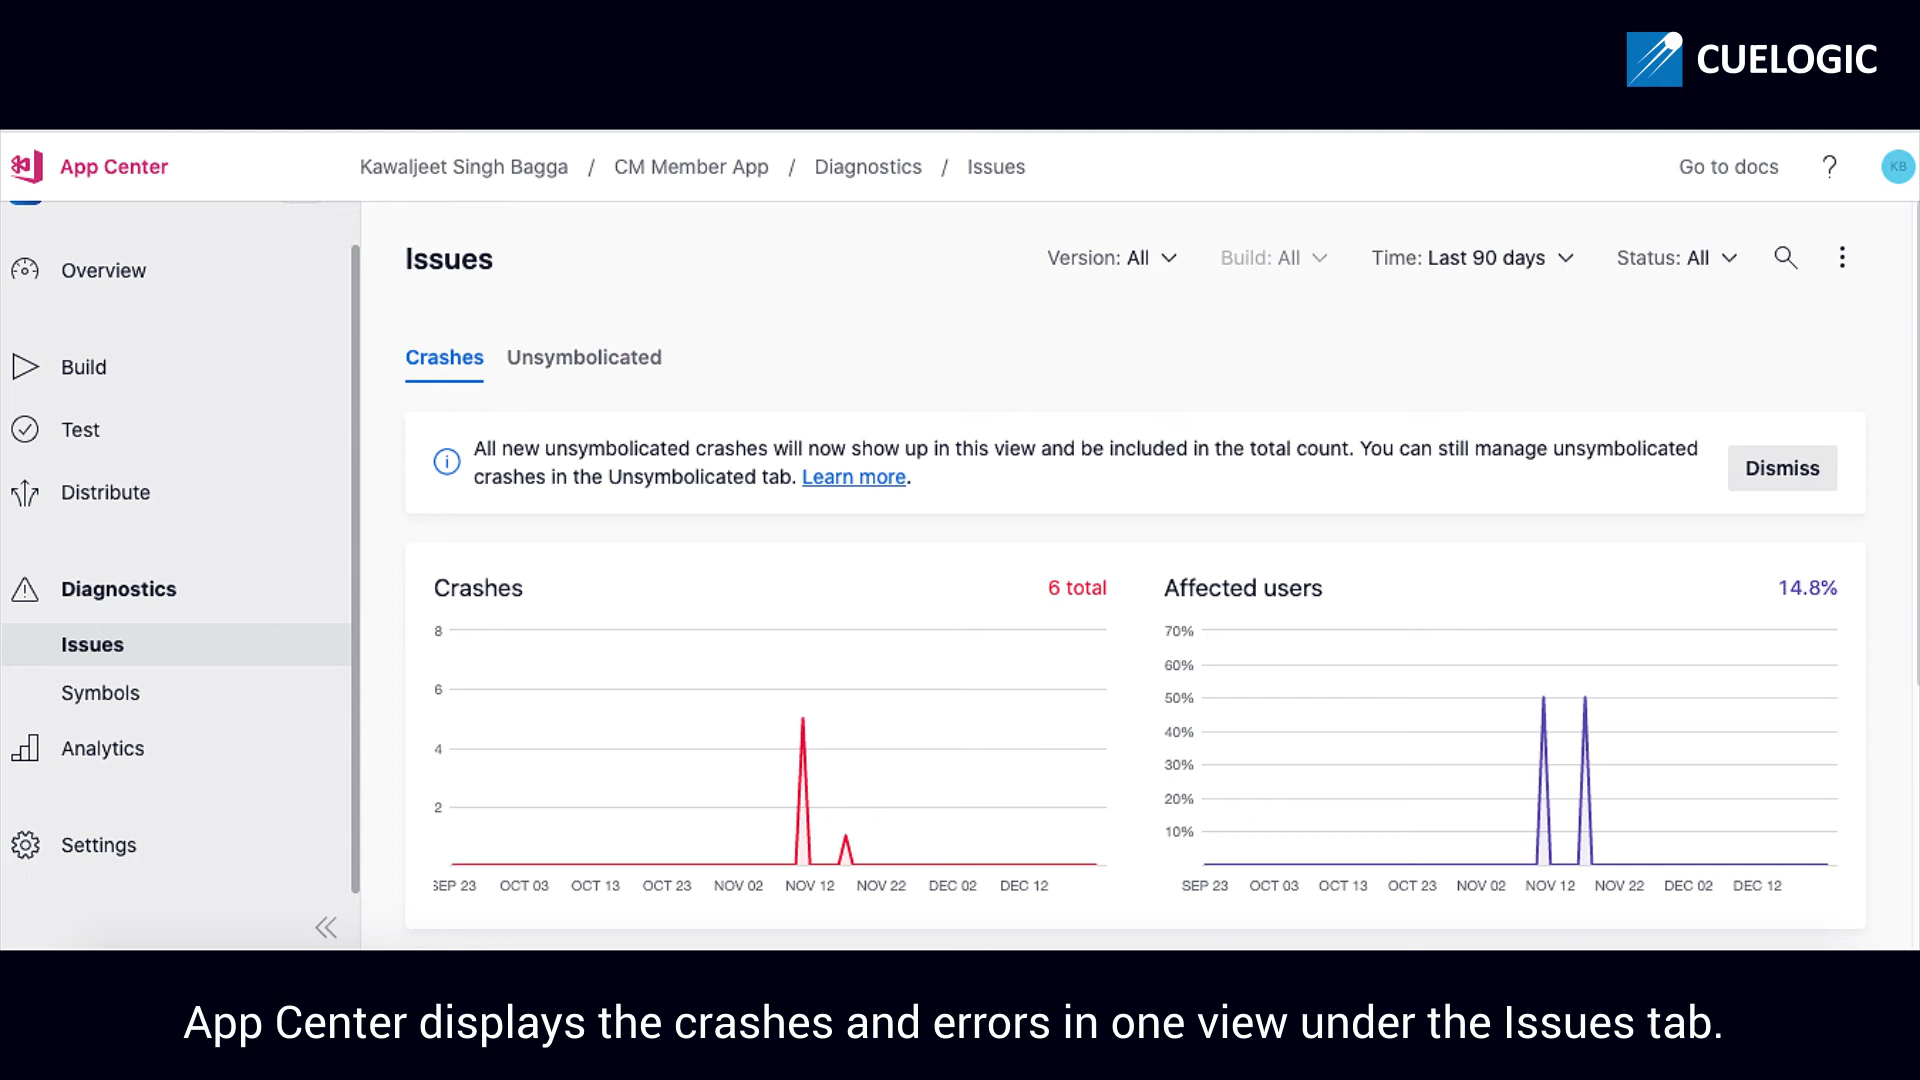 CUELOGIC
App Center
Kawaljeet Singh Bagga / CM Member App / Diagnostics / Issues
Go to docs ? KB
Overview
Build
Test
Distribute
Diagnostics
Issues
Symbols
Analytics
Settings
Issues
Version: All
Build: All
Time: Last 90 days
Status: All
Crashes Unsymbolicated
All new unsymbolicated crashes will now show up in this view and be included in the total count. You can still manage unsymbolicated
crashes in the Unsymbolicated tab. Learn more.
Dismiss
Crashes 6 total
8
6
4
2
SEP 23 OCT 03 OCT 13 OCT 23 NOV 02 NOV 12 NOV 22 DEC 02 DEC 12
Affected users 14.8%
70%
60%
50%
40%
30%
20%
10%
SEP 23 OCT 03 OCT 13 OCT 23 NOV 02 NOV 12 NOV 22 DEC 02 DEC 12
App Center displays the crashes and errors in one view under the Issues tab.